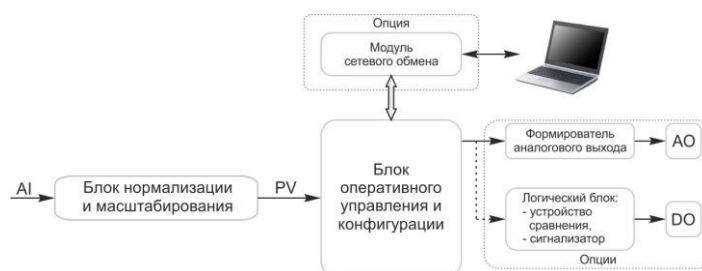 Опция
Модуль
сетевого обмена
AI
Блок нормализации
и масштабирования
PV
Блок
оперативного
управления и
конфигурации
Формирователь
аналогового выхода
AO
Логический блок:
- устройство
сравнения,
- сигнализатор
DO
Опции